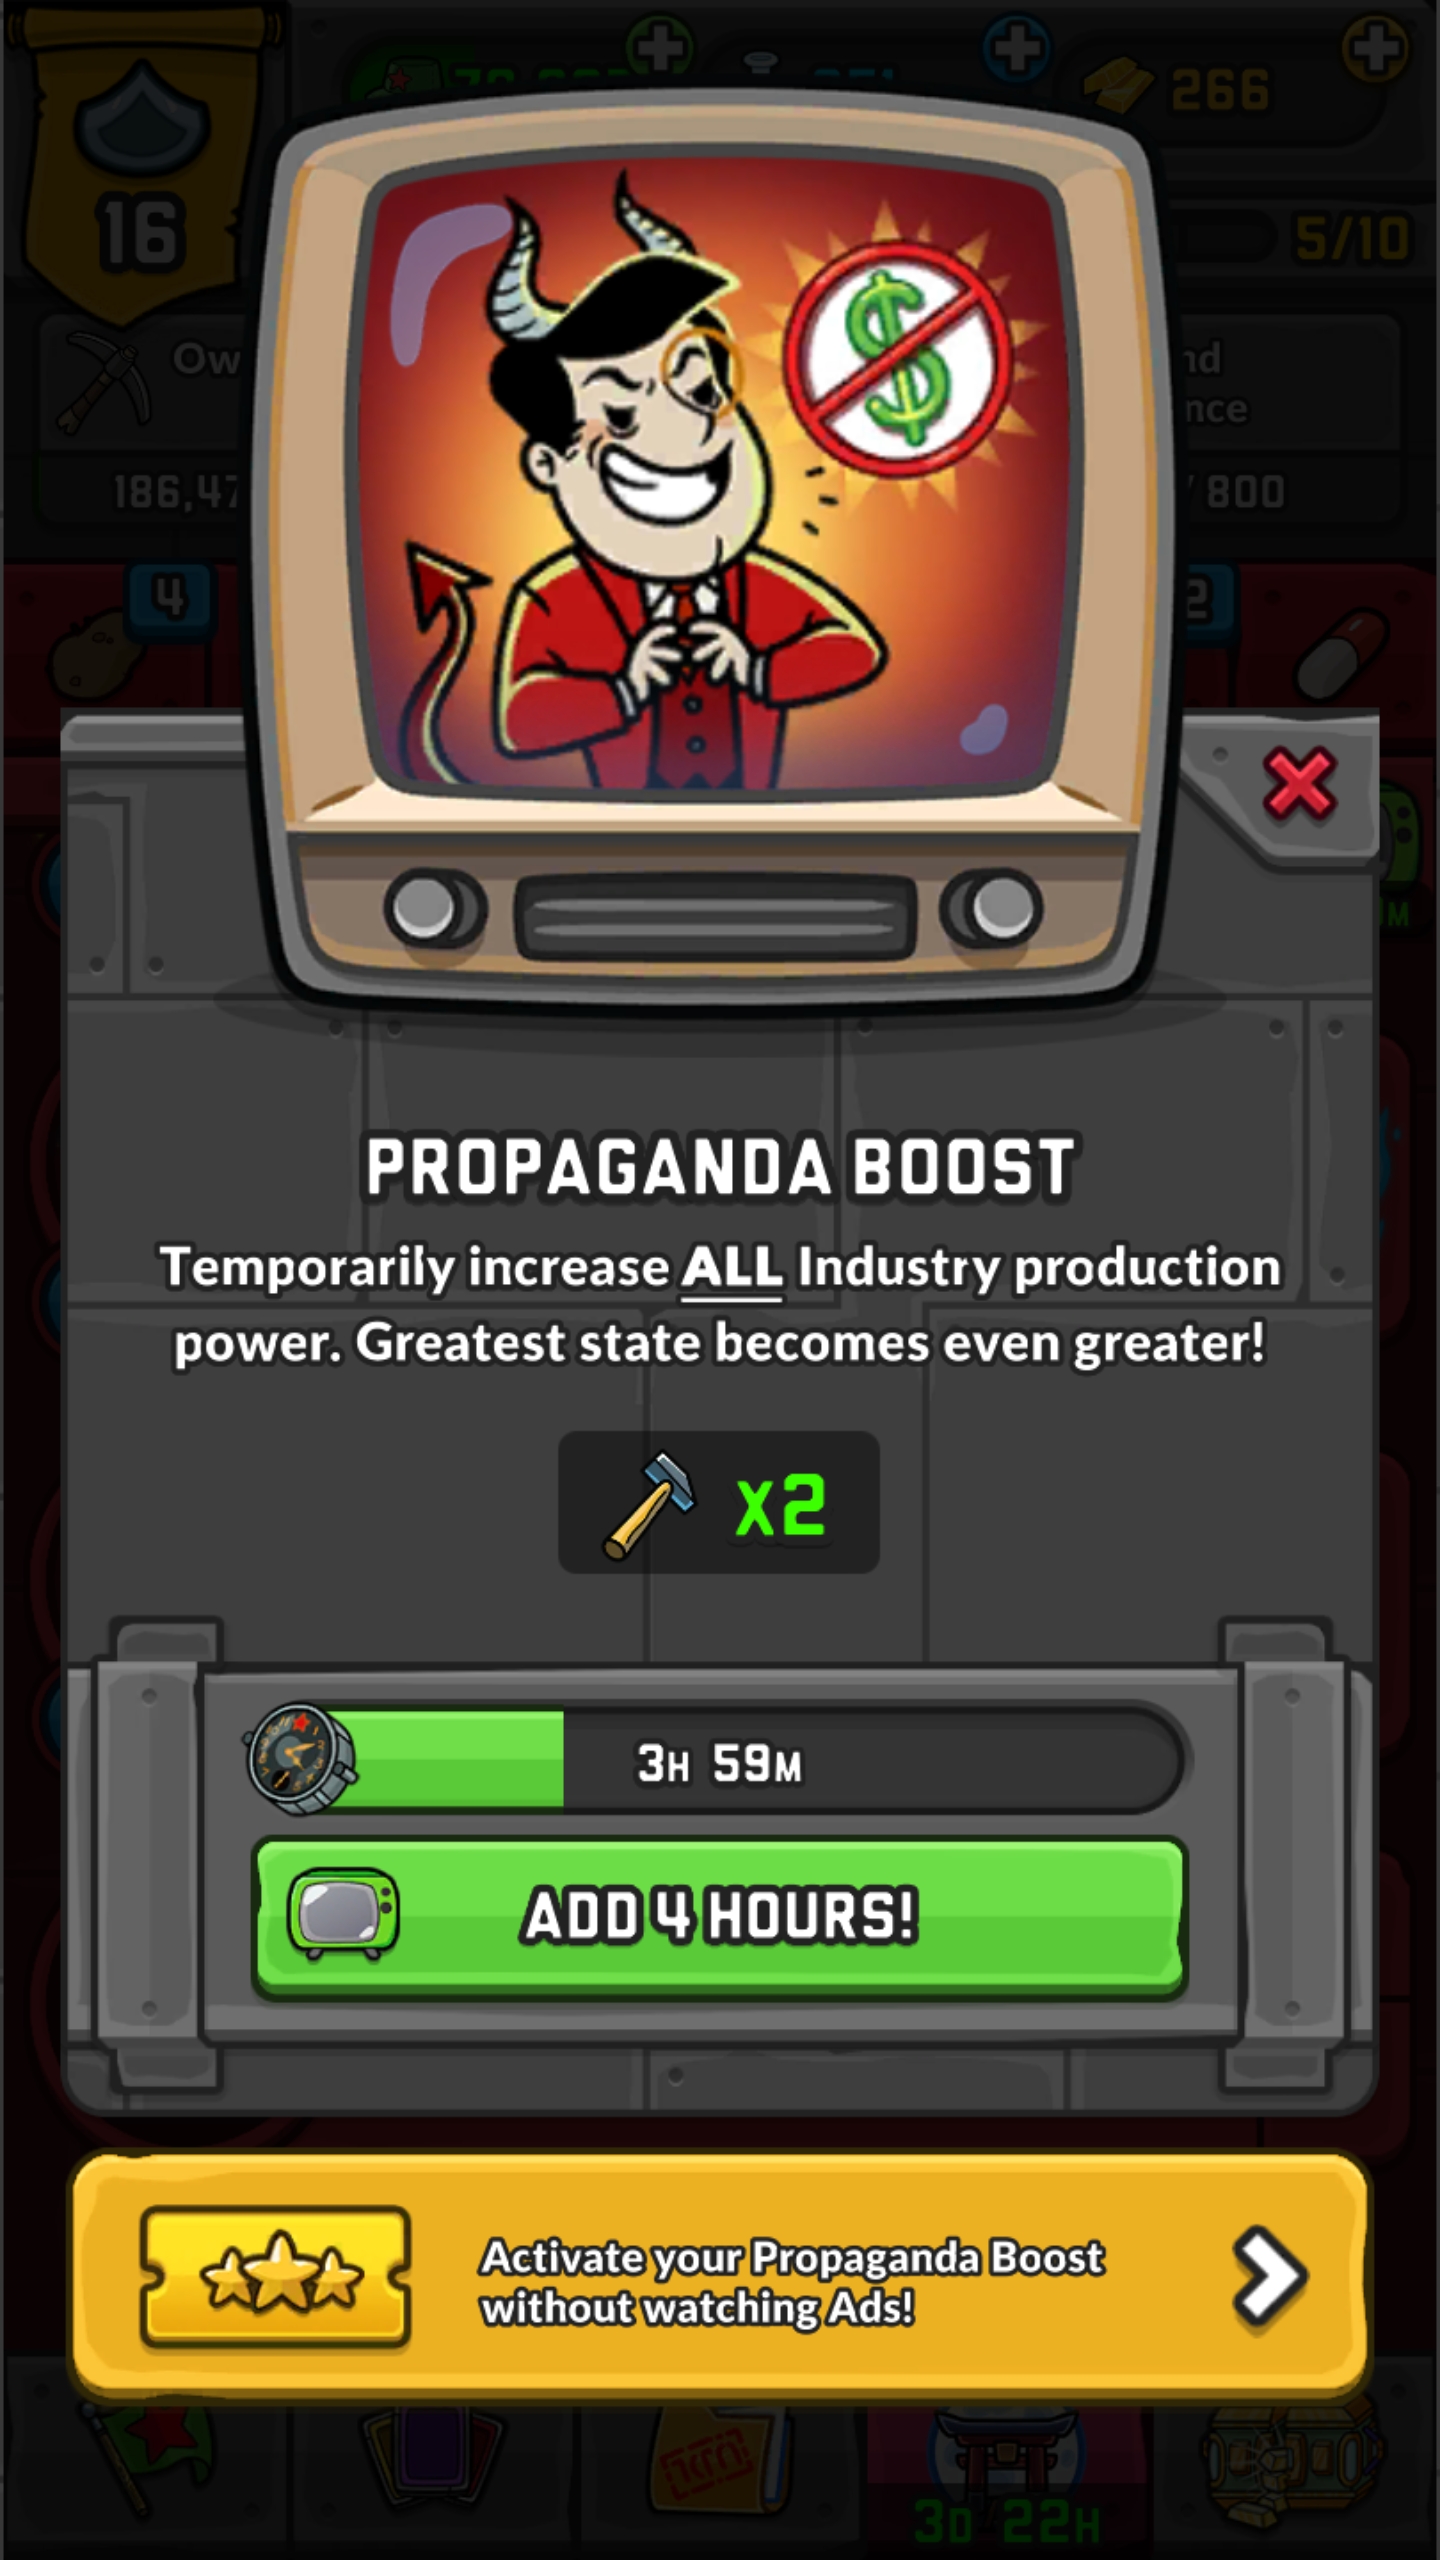 266
16
5/10
186,47
/ 800
4
2
PROPAGANDA BOOST
Temporarily increase ALL Industry production
power. Greatest state becomes even greater!
x2
3H 59M
ADD 4 HOURS!
Activate your Propaganda Boost
without watching Ads!
3D 22H